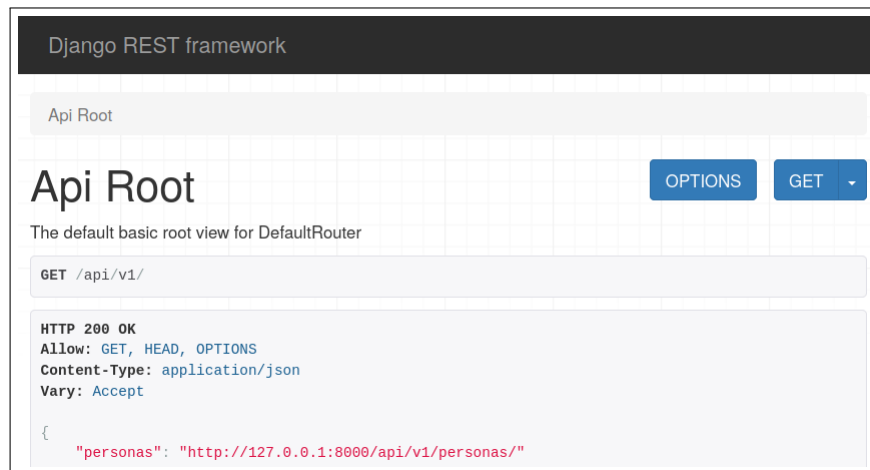 Django REST framework
Api Root
Api Root
OPTIONS GET
The default basic root view for DefaultRouter
GET /api/v1/
HTTP 200 OK
Allow: GET, HEAD, OPTIONS
Content-Type: application/json
Vary: Accept
{
"personas": "http://127.0.0.1:8000/api/v1/personas/"